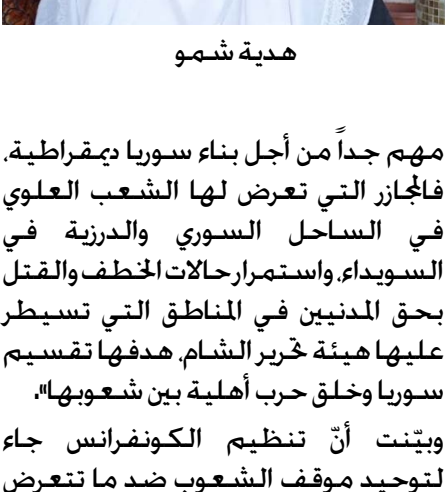 هدية شمو
مهم جداً من أجل بناء سوريا ديمقراطية،
فالمجازر التي تعرض لها الشعب العلوي
في الساحل السوري والدرزية في
السويداء، واستمرار حالات الخطف والقتل
بحق المدنيين في المناطق التي تسيطر
عليها هيئة تحرير الشام، هدفها تقسيم
سوريا وخلق حرب أهلية بين شعوبها".
وبيّنت أنّ تنظيم الكونفرانس جاء
لتوحيد موقف الشعوب ضد ما تتعرض